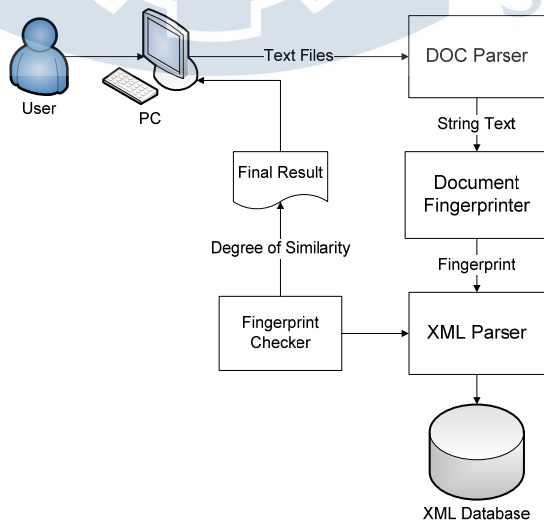 Text Files
DOC Parser
User
PC
String Text
Final Result
Document
Fingerprinter
Degree of Similarity
Fingerprint
Fingerprint
Checker
XML Parser
XML Database